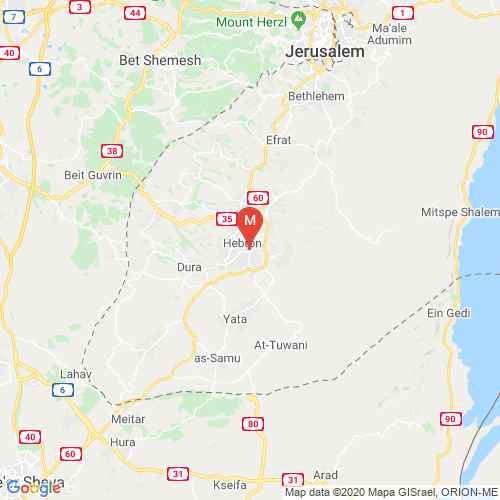 7
3
44
Mount Herzl
1
40
6
Ma'ale
Adumim
Jerusalem
Bet Shemesh
Bethlehem
90
Efrat
38
Beit Guvrin
60
35
M
Mitspe Shalem
Hebron
Dura
Ein Gedi
Yata
At-Tuwani
as-Samu
Lahav
6
Meitar
80
90
40
Hura
60
31
Arad
31
Kseifa
Google
Map data ©2020 Mapa GISrael, ORION-ME